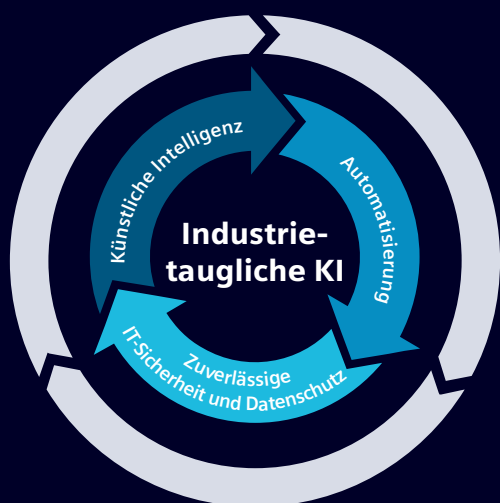 Künstliche Intelligenz
Automatisierung
Industrie-
taugliche KI
Zuverlässige
IT-Sicherheit und Datenschutz